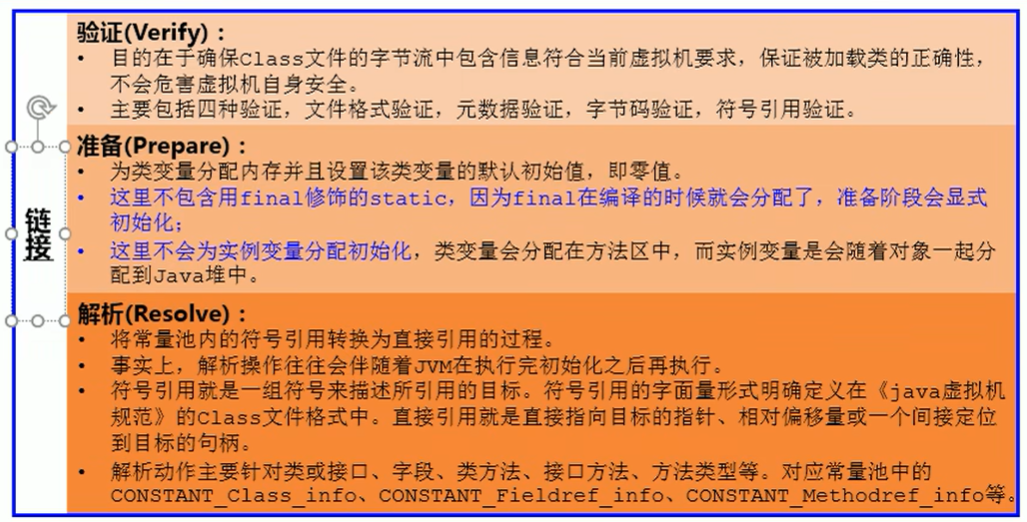 链接
验证(Verify)：
• 目的在于确保Class文件的字节流中包含信息符合当前虚拟机要求，保证被加载类的正确性，
不会危害虚拟机自身安全。
• 主要包括四种验证，文件格式验证，元数据验证，字节码验证，符号引用验证。
准备(Prepare)：
• 为类变量分配内存并且设置该类变量的默认初始值，即零值。
• 这里不包含用final修饰的static，因为final在编译的时候就会分配了，准备阶段会显式
初始化；
• 这里不会为实例变量分配初始化，类变量会分配在方法区中，而实例变量是会随着对象一起分
配到Java堆中。
解析(Resolve)：
• 将常量池内的符号引用转换为直接引用的过程。
• 事实上，解析操作往往会伴随着JVM在执行完初始化之后再执行。
• 符号引用就是一组符号来描述所引用的目标。符号引用的字面量形式明确定义在《java虚拟机
规范》的Class文件格式中。直接引用就是直接指向目标的指针、相对偏移量或一个间接定位
到目标的句柄。
• 解析动作主要针对类或接口、字段、类方法、接口方法、方法类型等。对应常量池中的
CONSTANT_Class_info、CONSTANT_Fieldref_info、CONSTANT_Methodref_info等。